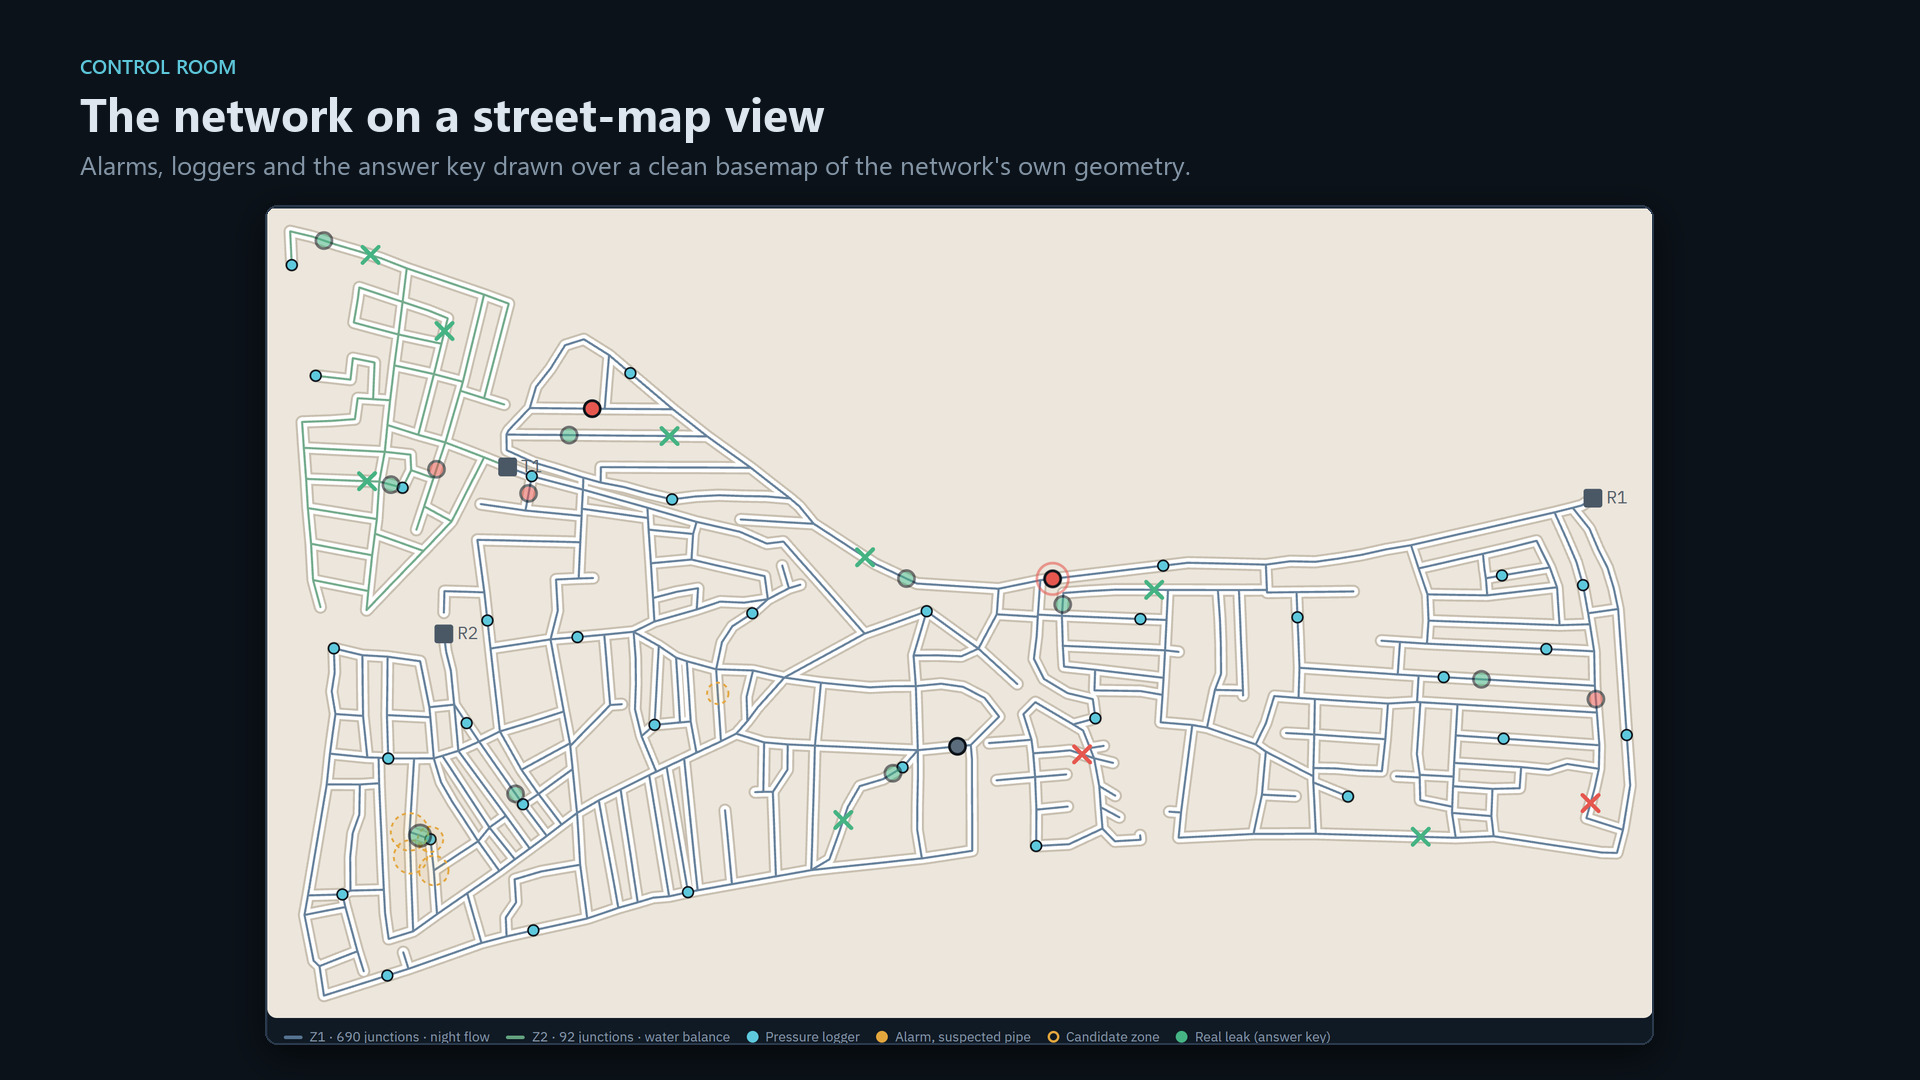 CONTROL ROOM
The network on a street-map view
Alarms, loggers and the answer key drawn over a clean basemap of the network's own geometry.
T1
R1
R2
Z1 · 690 junctions · night flow
Z2 · 92 junctions · water balance
Pressure logger
Alarm, suspected pipe
Candidate zone
Real leak (answer key)